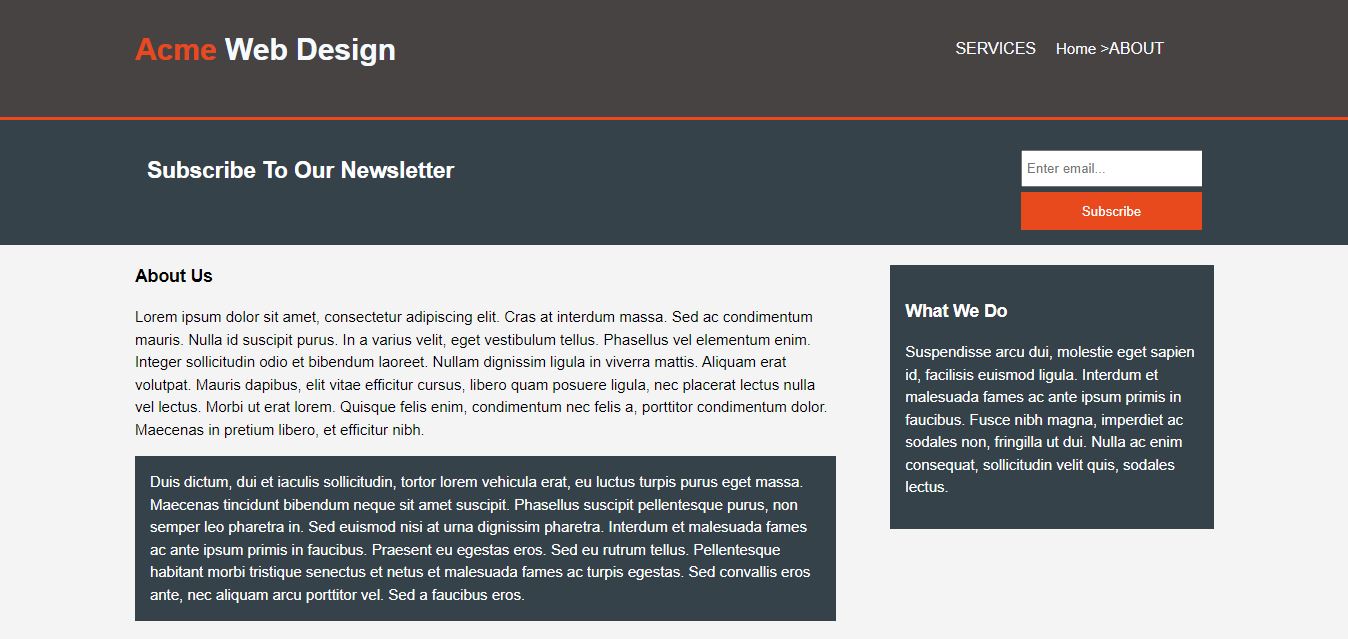 Acme Web Design
SERVICES Home >ABOUT
Subscribe To Our Newsletter
Enter email...
Subscribe
About Us
Lorem ipsum dolor sit amet, consectetur adipiscing elit. Cras at interdum massa. Sed ac condimentum
mauris. Nulla id suscipit purus. In a varius velit, eget vestibulum tellus. Phasellus vel elementum enim.
Integer sollicitudin odio et bibendum laoreet. Nullam dignissim ligula in viverra mattis. Aliquam erat
volutpat. Mauris dapibus, elit vitae efficitur cursus, libero quam posuere ligula, nec placerat lectus nulla
vel lectus. Morbi ut erat lorem. Quisque felis enim, condimentum nec felis a, porttitor condimentum dolor.
Maecenas in pretium libero, et efficitur nibh.
Duis dictum, dui et iaculis sollicitudin, tortor lorem vehicula erat, eu luctus turpis purus eget massa.
Maecenas tincidunt bibendum neque sit amet suscipit. Phasellus suscipit pellentesque purus, non
semper leo pharetra in. Sed euismod nisi at urna dignissim pharetra. Interdum et malesuada fames
ac ante ipsum primis in faucibus. Praesent eu egestas eros. Sed eu rutrum tellus. Pellentesque
habitant morbi tristique senectus et netus et malesuada fames ac turpis egestas. Sed convallis eros
ante, nec aliquam arcu porttitor vel. Sed a faucibus eros.
What We Do
Suspendisse arcu dui, molestie eget sapien
id, facilisis euismod ligula. Interdum et
malesuada fames ac ante ipsum primis in
faucibus. Fusce nibh magna, imperdiet ac
sodales non, fringilla ut dui. Nulla ac enim
consequat, sollicitudin velit quis, sodales
lectus.